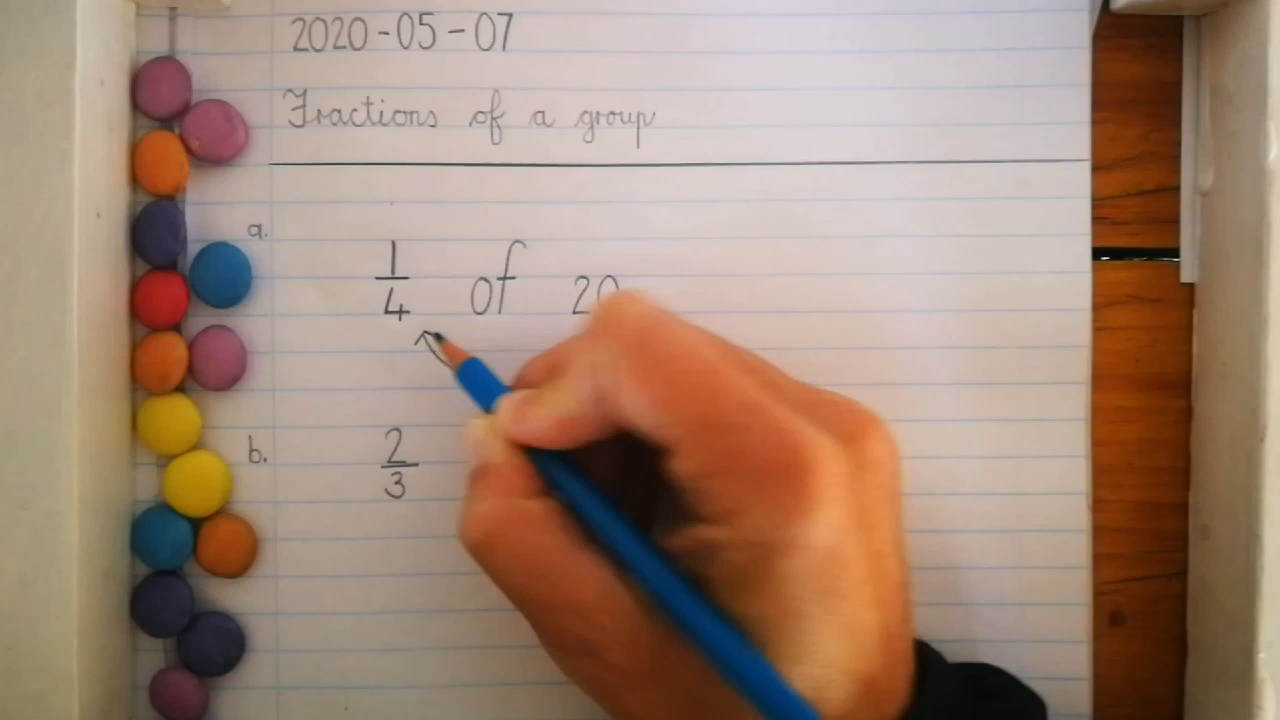 2020-05-07
Fractions of a group
a.
1/4 of 20
b.
2/3